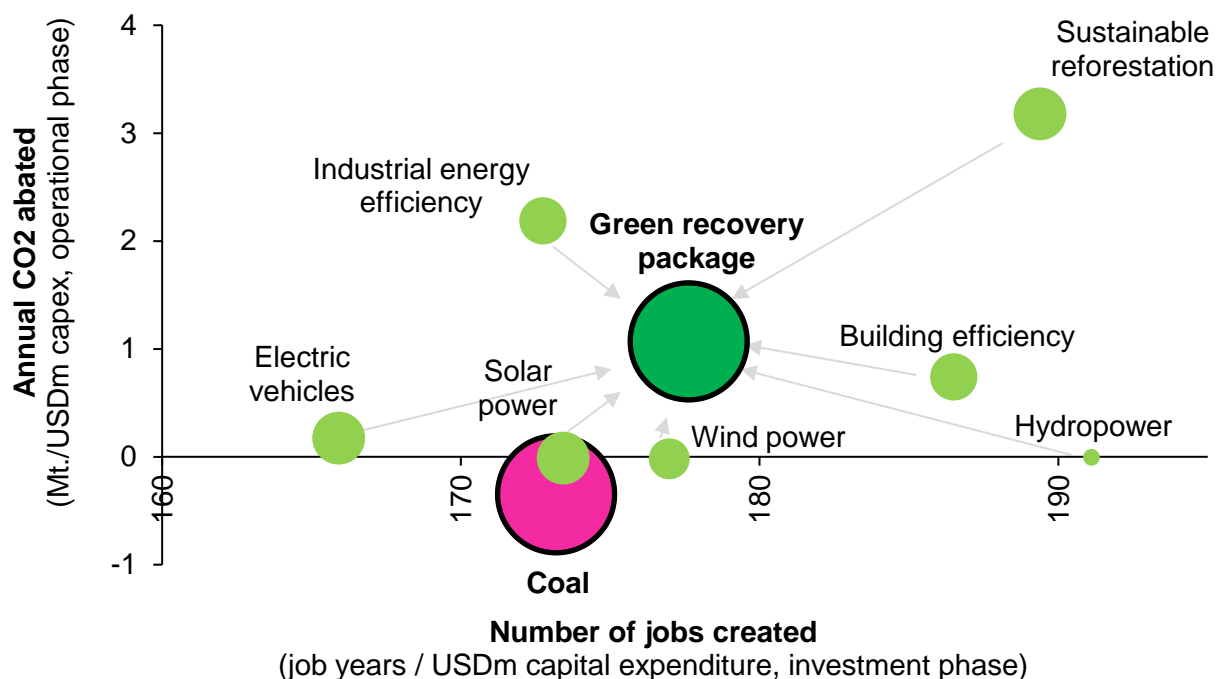 Annual CO2 abated
(Mt./USDm capex, operational phase)
4
3
2
1
0
-1
Sustainable
reforestation
Industrial energy
efficiency
Green recovery
package
Building efficiency
Electric
vehicles
Solar
power
Wind power
Hydropower
160
170
180
190
Coal
Number of jobs created
(job years / USDm capital expenditure, investment phase)